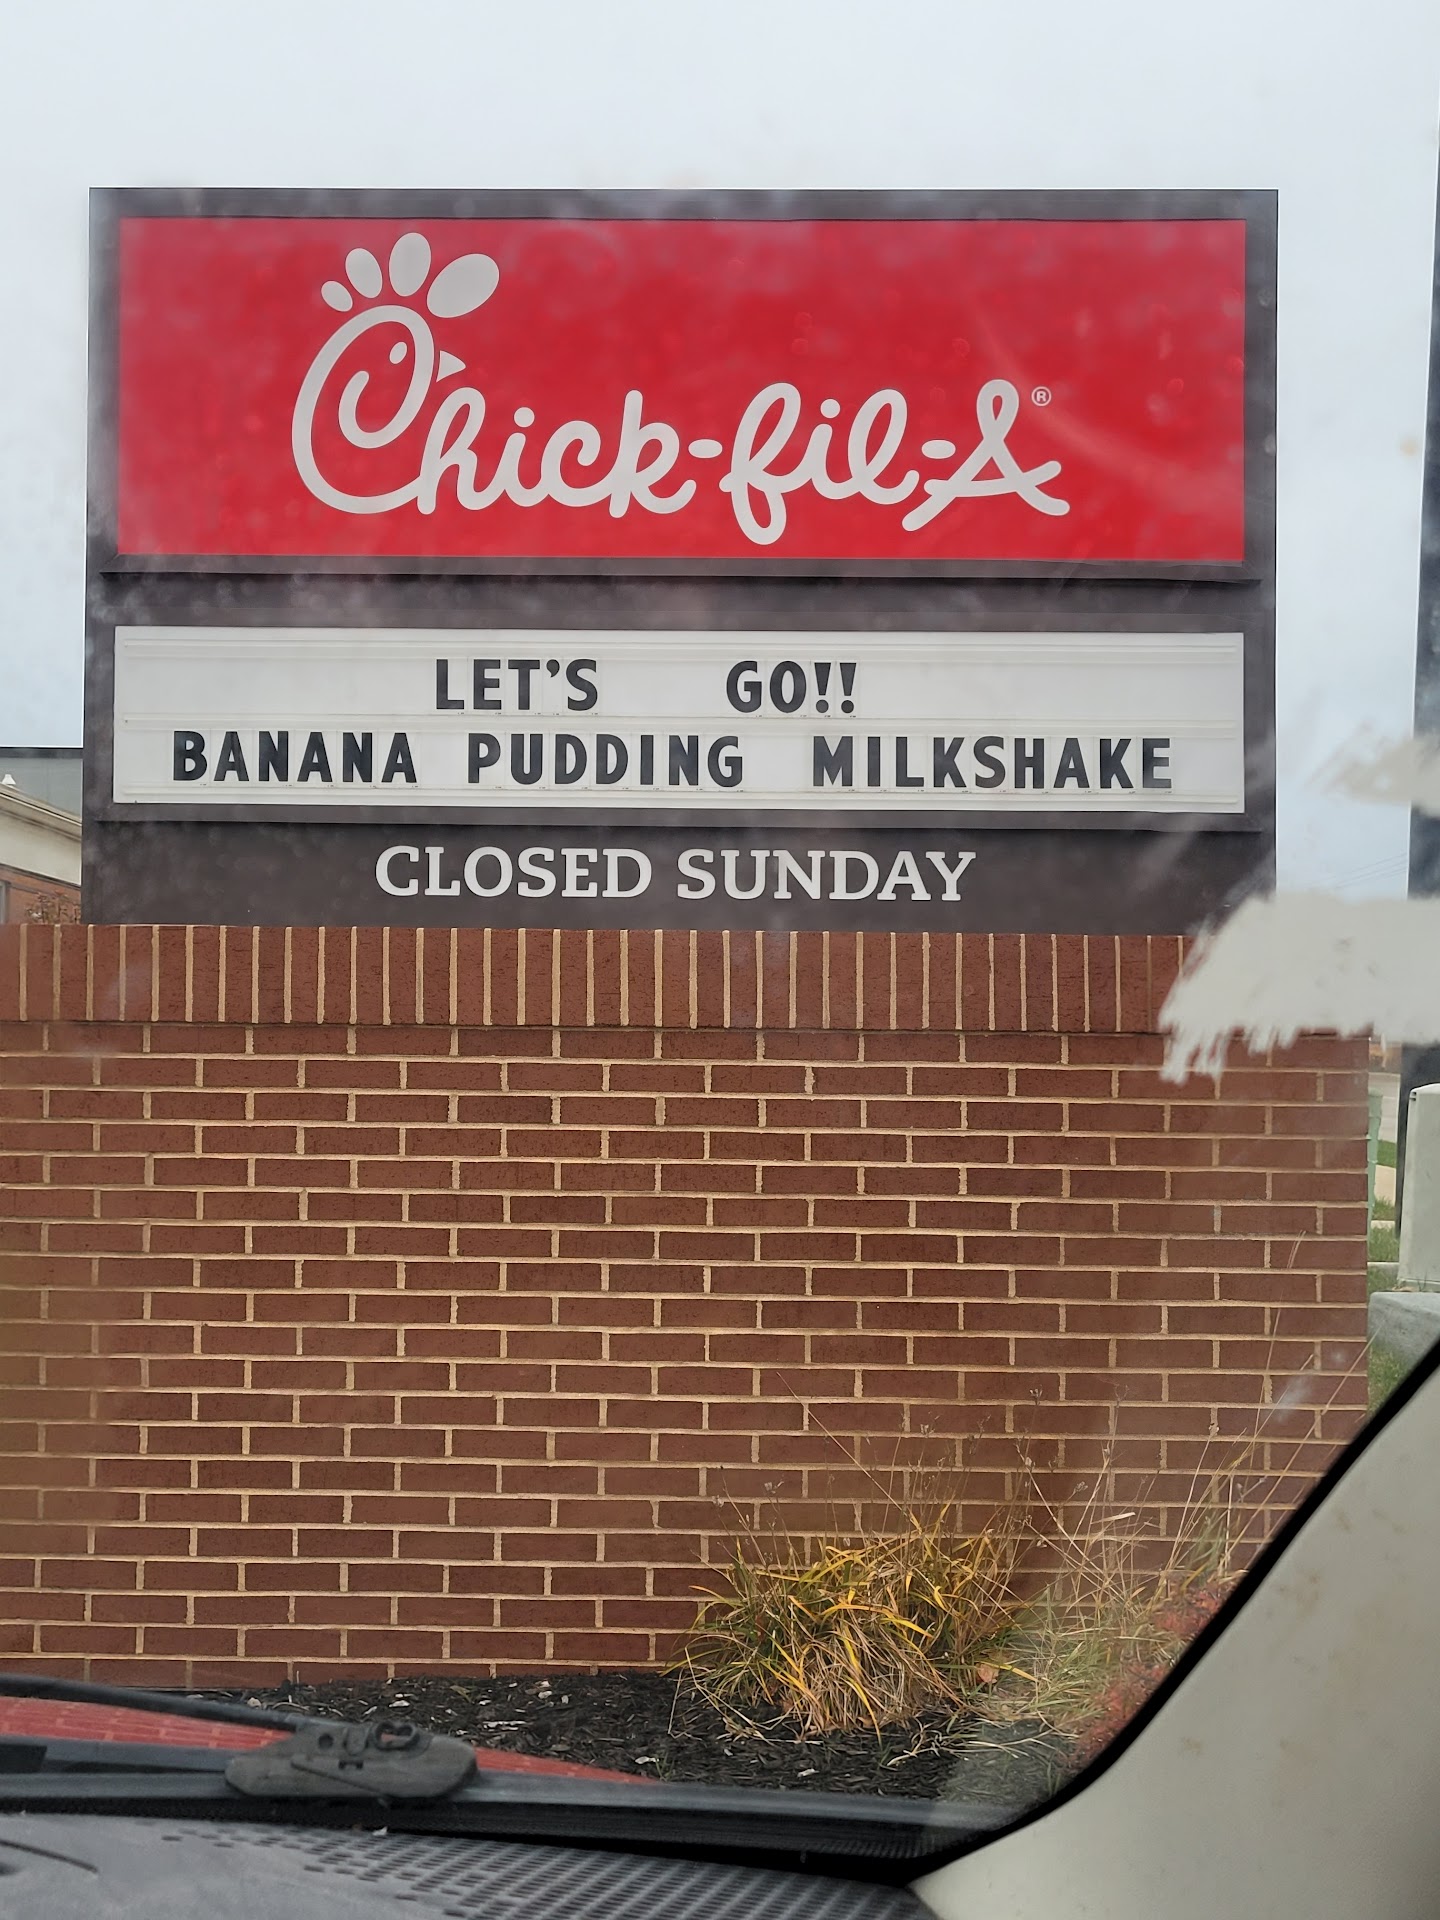 Chick-fil-A®
LET'S GO!!
BANANA PUDDING MILKSHAKE
CLOSED SUNDAY